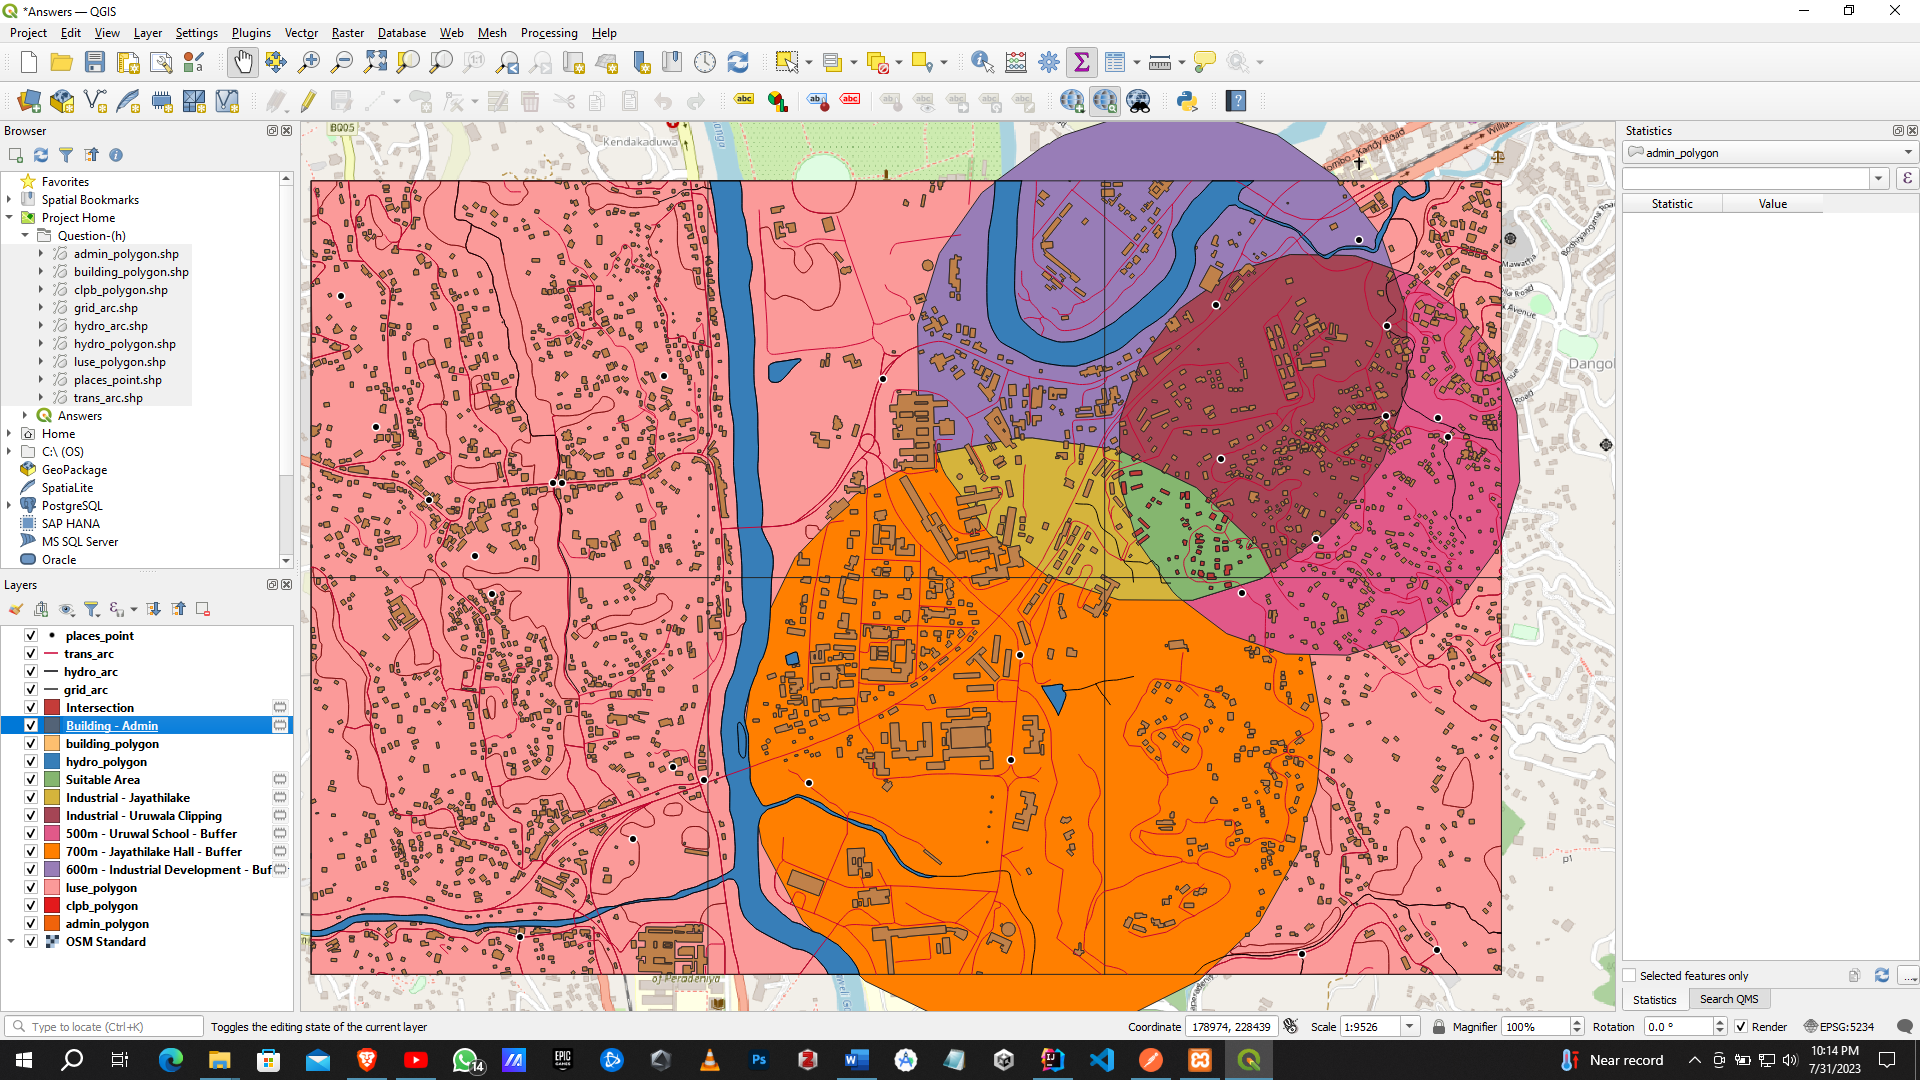 *Answers — QGIS
Project Edit View Layer Settings Plugins Vector Raster Database Web Mesh Processing Help
Browser
Favorites
Spatial Bookmarks
Project Home
Question-(h)
admin_polygon.shp
building_polygon.shp
clpb_polygon.shp
grid_arc.shp
hydro_arc.shp
hydro_polygon.shp
luse_polygon.shp
places_point.shp
trans_arc.shp
Answers
Home
C:\ (OS)
GeoPackage
SpatiaLite
PostgreSQL
SAP HANA
MS SQL Server
Oracle
Layers
places_point
trans_arc
hydro_arc
grid_arc
Intersection
Building - Admin
building_polygon
hydro_polygon
Suitable Area
Industrial - Jayathilake
Industrial - Uruwala Clipping
500m - Uruwal School - Buffer
700m - Jayathilake Hall - Buffer
600m - Industrial Development - Buf
luse_polygon
clpb_polygon
admin_polygon
OSM Standard
B005
Kendakaduwa
Mawatha
Dangol
of Peradeniya
p1
Statistics
admin_polygon
Statistic Value
Selected features only
Statistics Search QMS
Type to locate (Ctrl+K)
Toggles the editing state of the current layer
Coordinate 178974, 228439
Scale 1:9526
Magnifier 100%
Rotation 0.0 °
Render
EPSG:5234
14
Near record
10:14 PM
7/31/2023